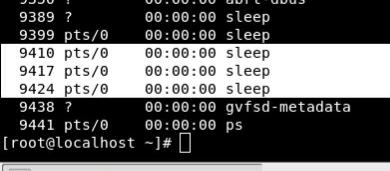 9389 ?        00:00:00 sleep
9399 pts/0    00:00:00 sleep
9410 pts/0    00:00:00 sleep
9417 pts/0    00:00:00 sleep
9424 pts/0    00:00:00 sleep
9438 ?        00:00:00 gvfsd-metadata
9441 pts/0    00:00:00 ps
[root@localhost ~]#